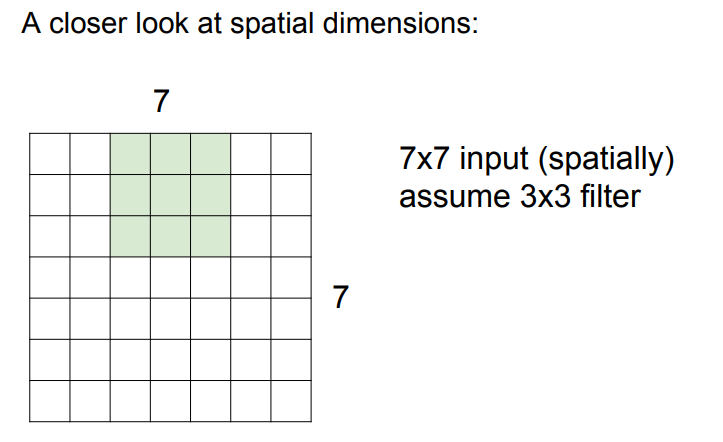 A closer look at spatial dimensions:
7
7x7 input (spatially)
assume 3x3 filter
7